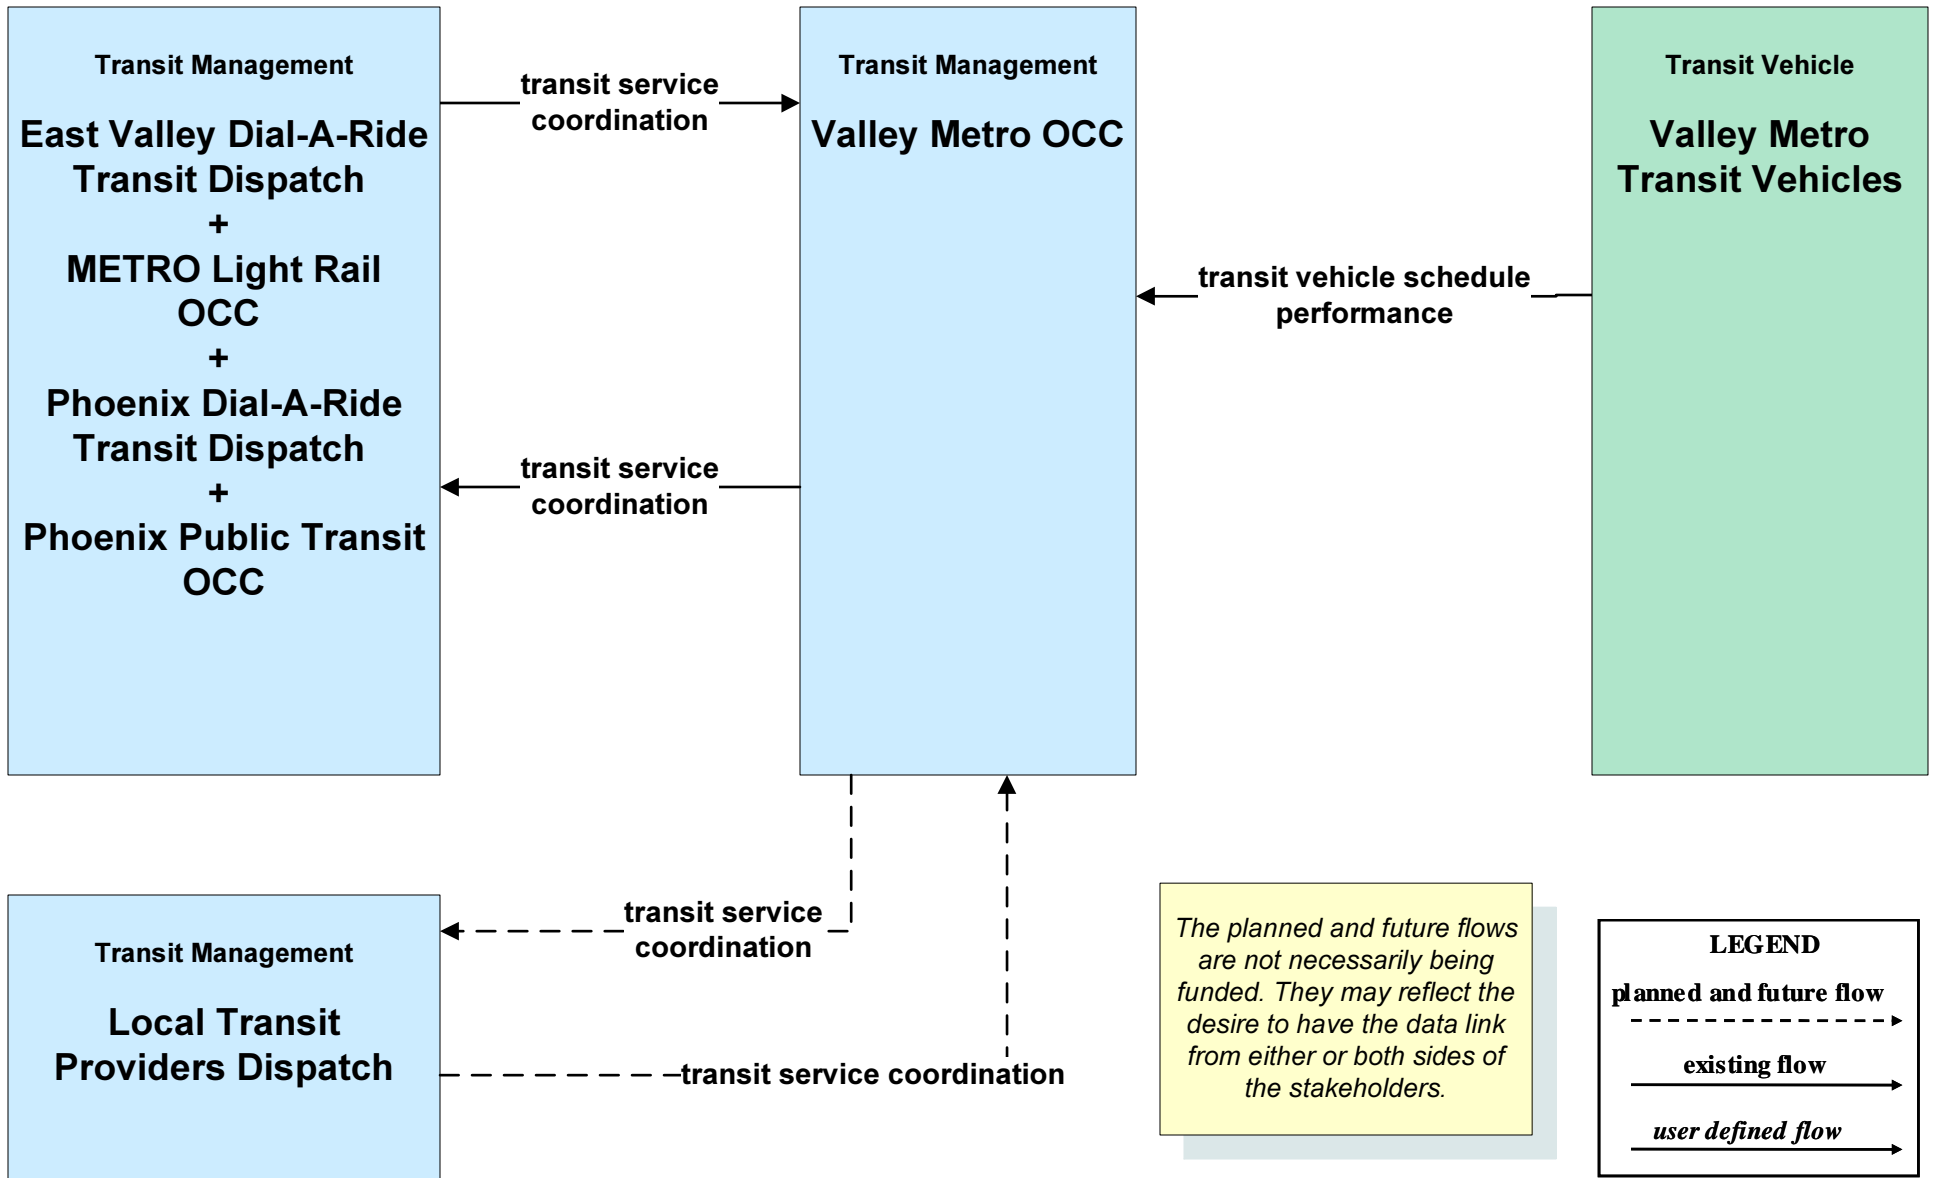 Transit Management
East Valley Dial-A-Ride
Transit Dispatch
+
METRO Light Rail
OCC
+
Phoenix Dial-A-Ride
Transit Dispatch
+
Phoenix Public Transit
OCC
transit service
coordination
transit service
coordination
Transit Management
Valley Metro OCC
transit vehicle schedule
performance
Transit Vehicle
Valley Metro
Transit Vehicles
Transit Management
Local Transit
Providers Dispatch
transit service
coordination
transit service coordination
The planned and future flows
are not necessarily being
funded. They may reflect the
desire to have the data link
from either or both sides of
the stakeholders.
LEGEND
planned and future flow
existing flow
user defined flow